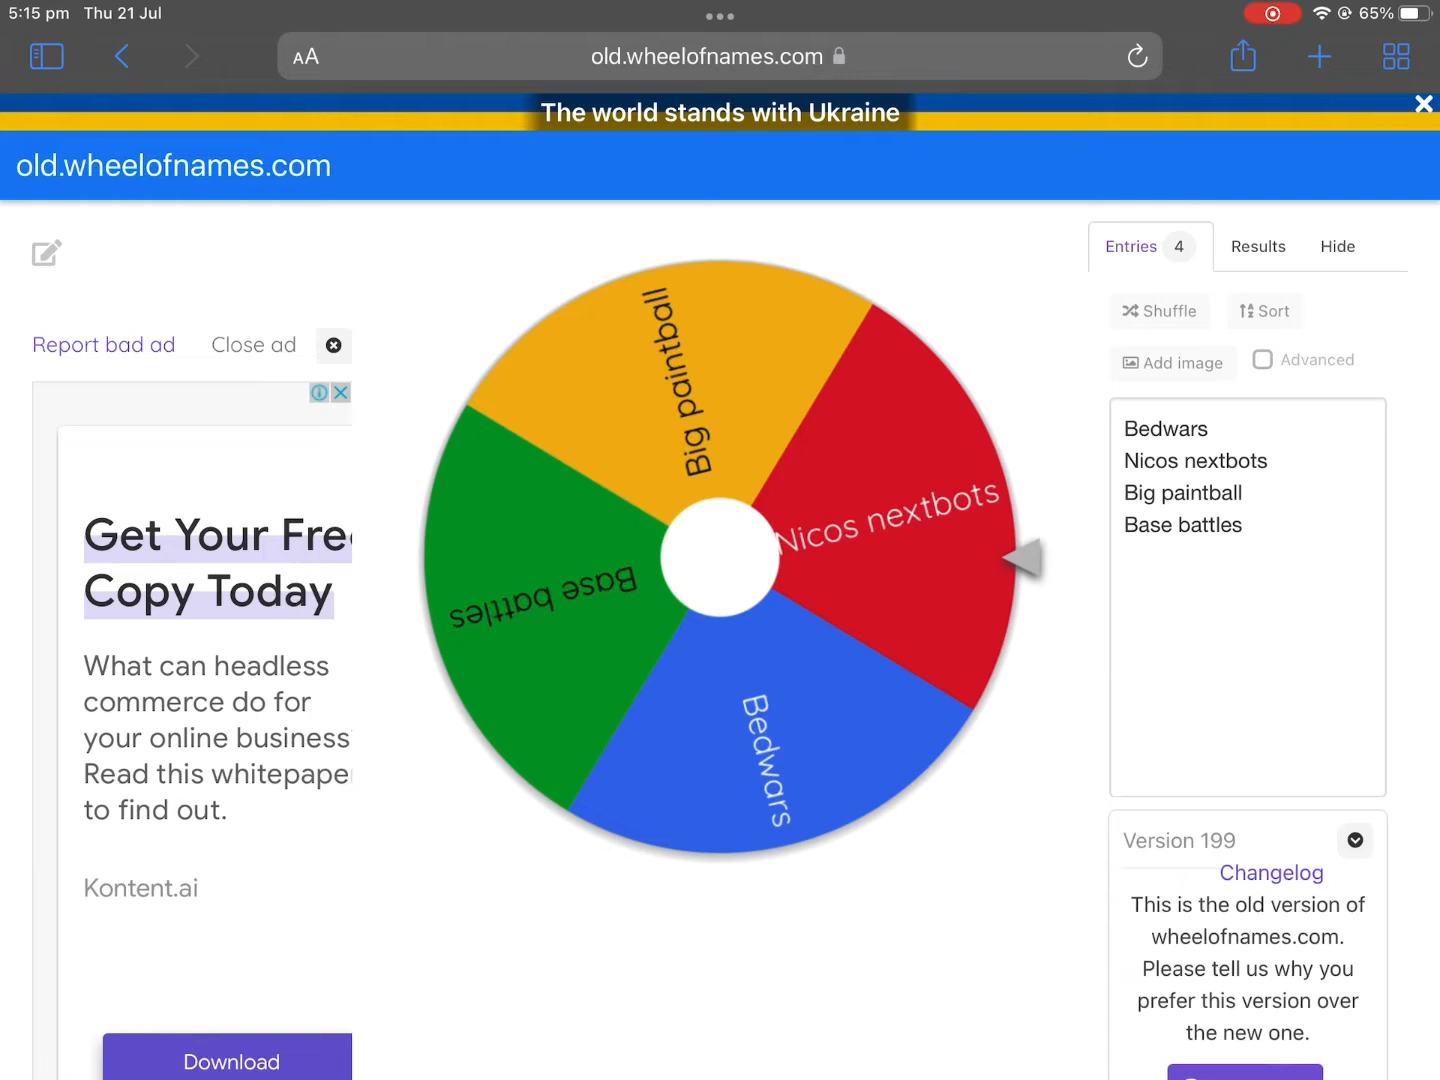 5:15 pm Thu 21 Jul
65%
AA
old.wheelofnames.com
The world stands with Ukraine
old.wheelofnames.com
Report bad ad
Close ad
Get Your Free
Copy Today
What can headless
commerce do for
your online business
Read this whitepape
to find out.
Kontent.ai
Download
Big paintball
Nicos nextbots
Base battles
Bedwars
Entries 4
Results
Hide
Shuffle
Sort
Add image
Advanced
Bedwars
Nicos nextbots
Big paintball
Base battles
Version 199
Changelog
This is the old version of
wheelofnames.com.
Please tell us why you
prefer this version over
the new one.